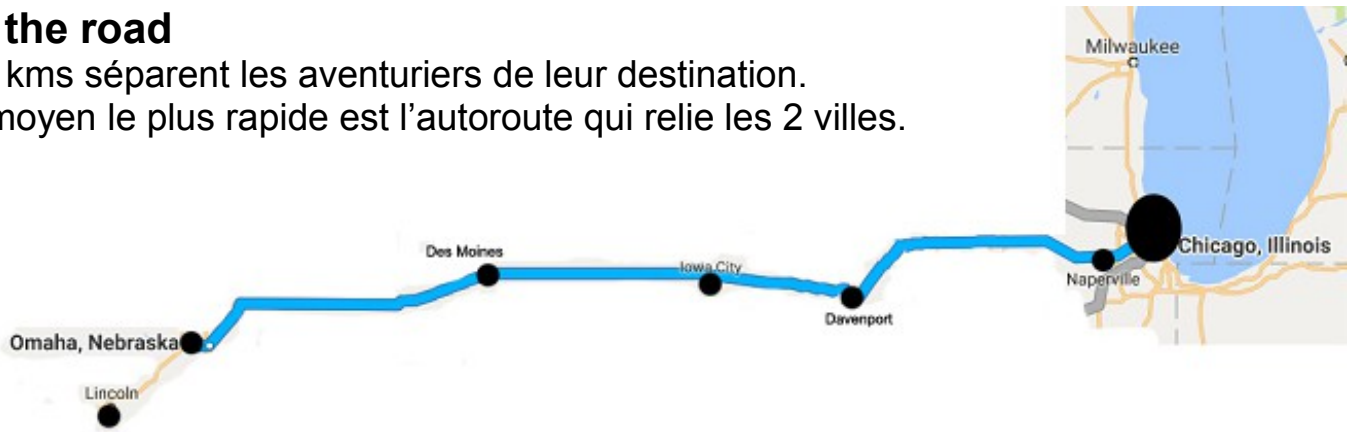 the road
kms séparent les aventuriers de leur destination.
moyen le plus rapide est l’autoroute qui relie les 2 villes.
Milwaukee
Des Moines
Iowa City
Chicago, Illinois
Naperville
Davenport
Omaha, Nebraska
Lincoln